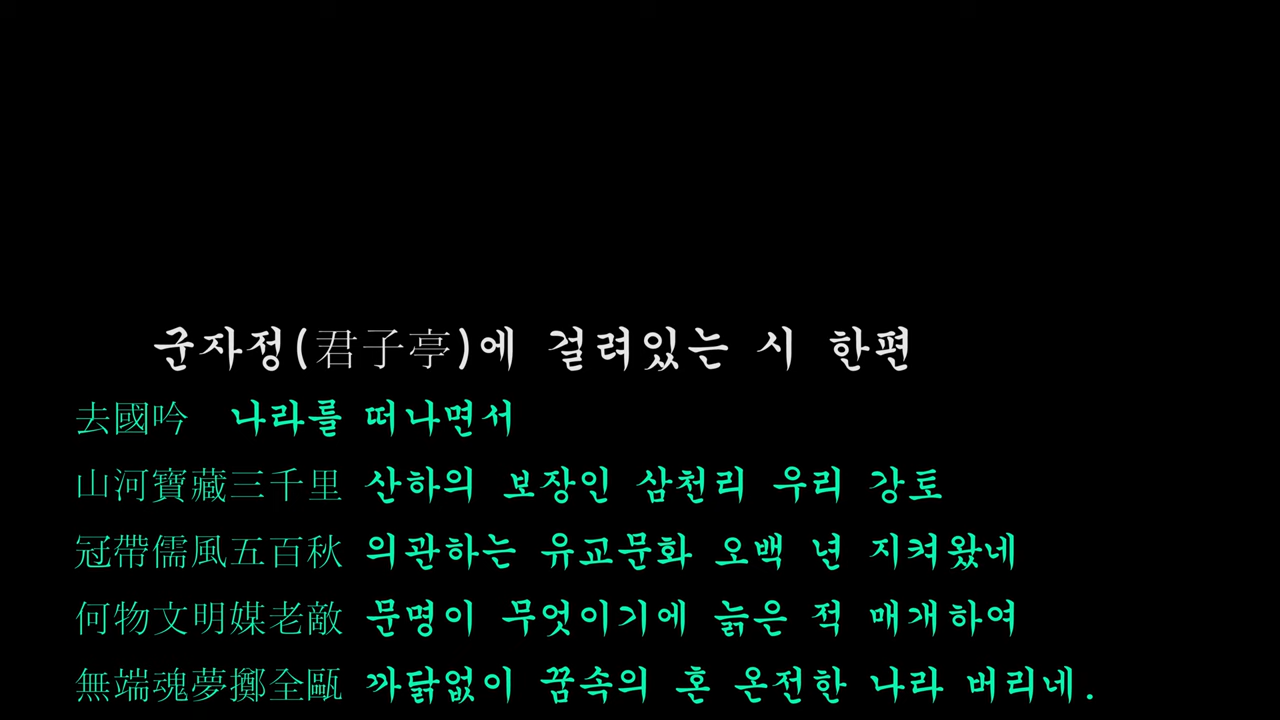 군자정(君子亭)에 걸려있는 시 한편
去國吟 나라를 떠나면서
山河寶藏三千里 산하의 보장인 삼천리 우리 강토
冠帶儒風五百秋 의관하는 유교문화 오백 년 지켜왔네
何物文明媒老敵 문명이 무엇이기에 늙은 적 매개하여
無端魂夢擲全甌 까닭없이 꿈속의 혼 온전한 나라 버리네.